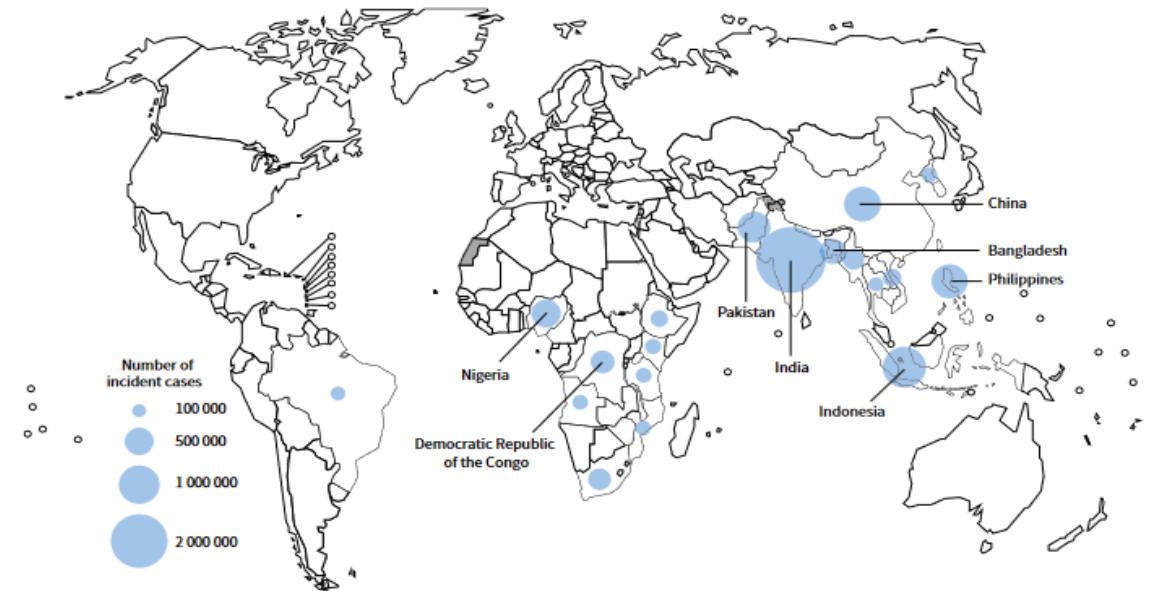 China
Bangladesh
Philippines
Pakistan
India
Nigeria
Indonesia
Democratic Republic
of the Congo
Number of
incident cases
100 000
500 000
1 000 000
2 000 000